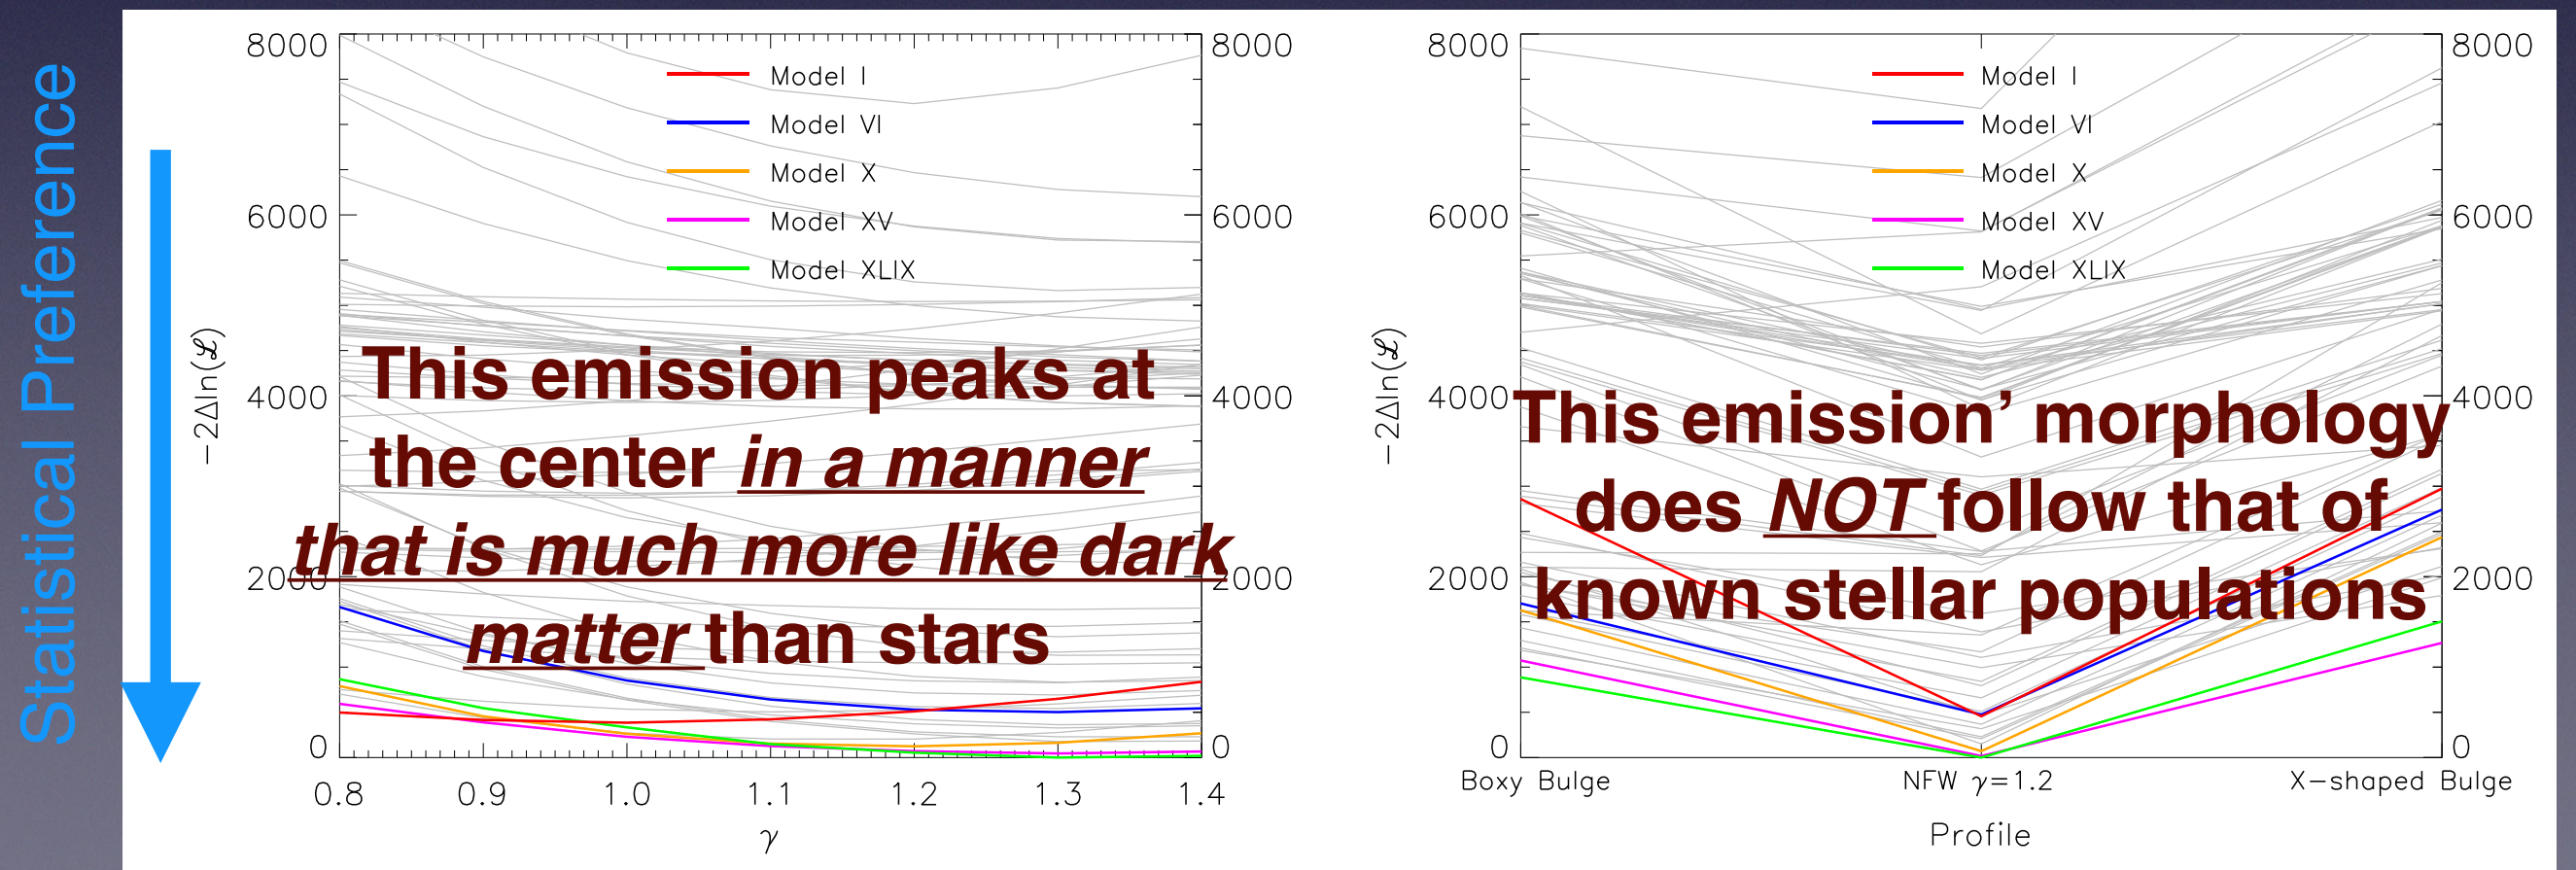 Statistical Preference
8000
6000
4000
2000
0
−2Δln(ℒ)
Model I
Model VI
Model X
Model XV
Model XLIX
This emission peaks at
the center in a manner
that is much more like dark
matter than stars
8000
6000
4000
2000
0
0.8 0.9 1.0 1.1 1.2 1.3 1.4
γ
8000
6000
4000
2000
0
−2Δln(ℒ)
Model I
Model VI
Model X
Model XV
Model XLIX
This emission’ morphology
does NOT follow that of
known stellar populations
8000
6000
4000
2000
0
Boxy Bulge NFW γ=1.2 X−shaped Bulge
Profile